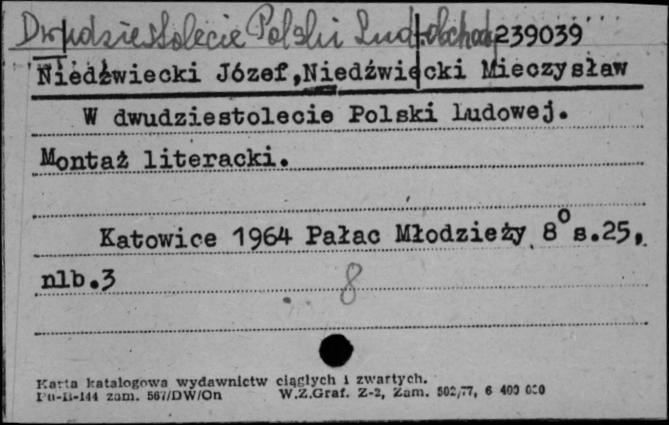 Dwudziestolecie Polski Lud. obchody 239039
Niedźwiecki Józef, Niedźwiecki Mieczysław
W dwudziestolecie Polski Ludowej.
Montaż literacki.
Katowice 1964 Pałac Młodzieży 8° s.25,
nlb.3
8
Karta katalogowa wydawnictw ciągłych i zwartych.
Pu-B-144 zam. 567/DW/On W.Z.Graf. Z-2, Zam. 502/77, 6 400 000